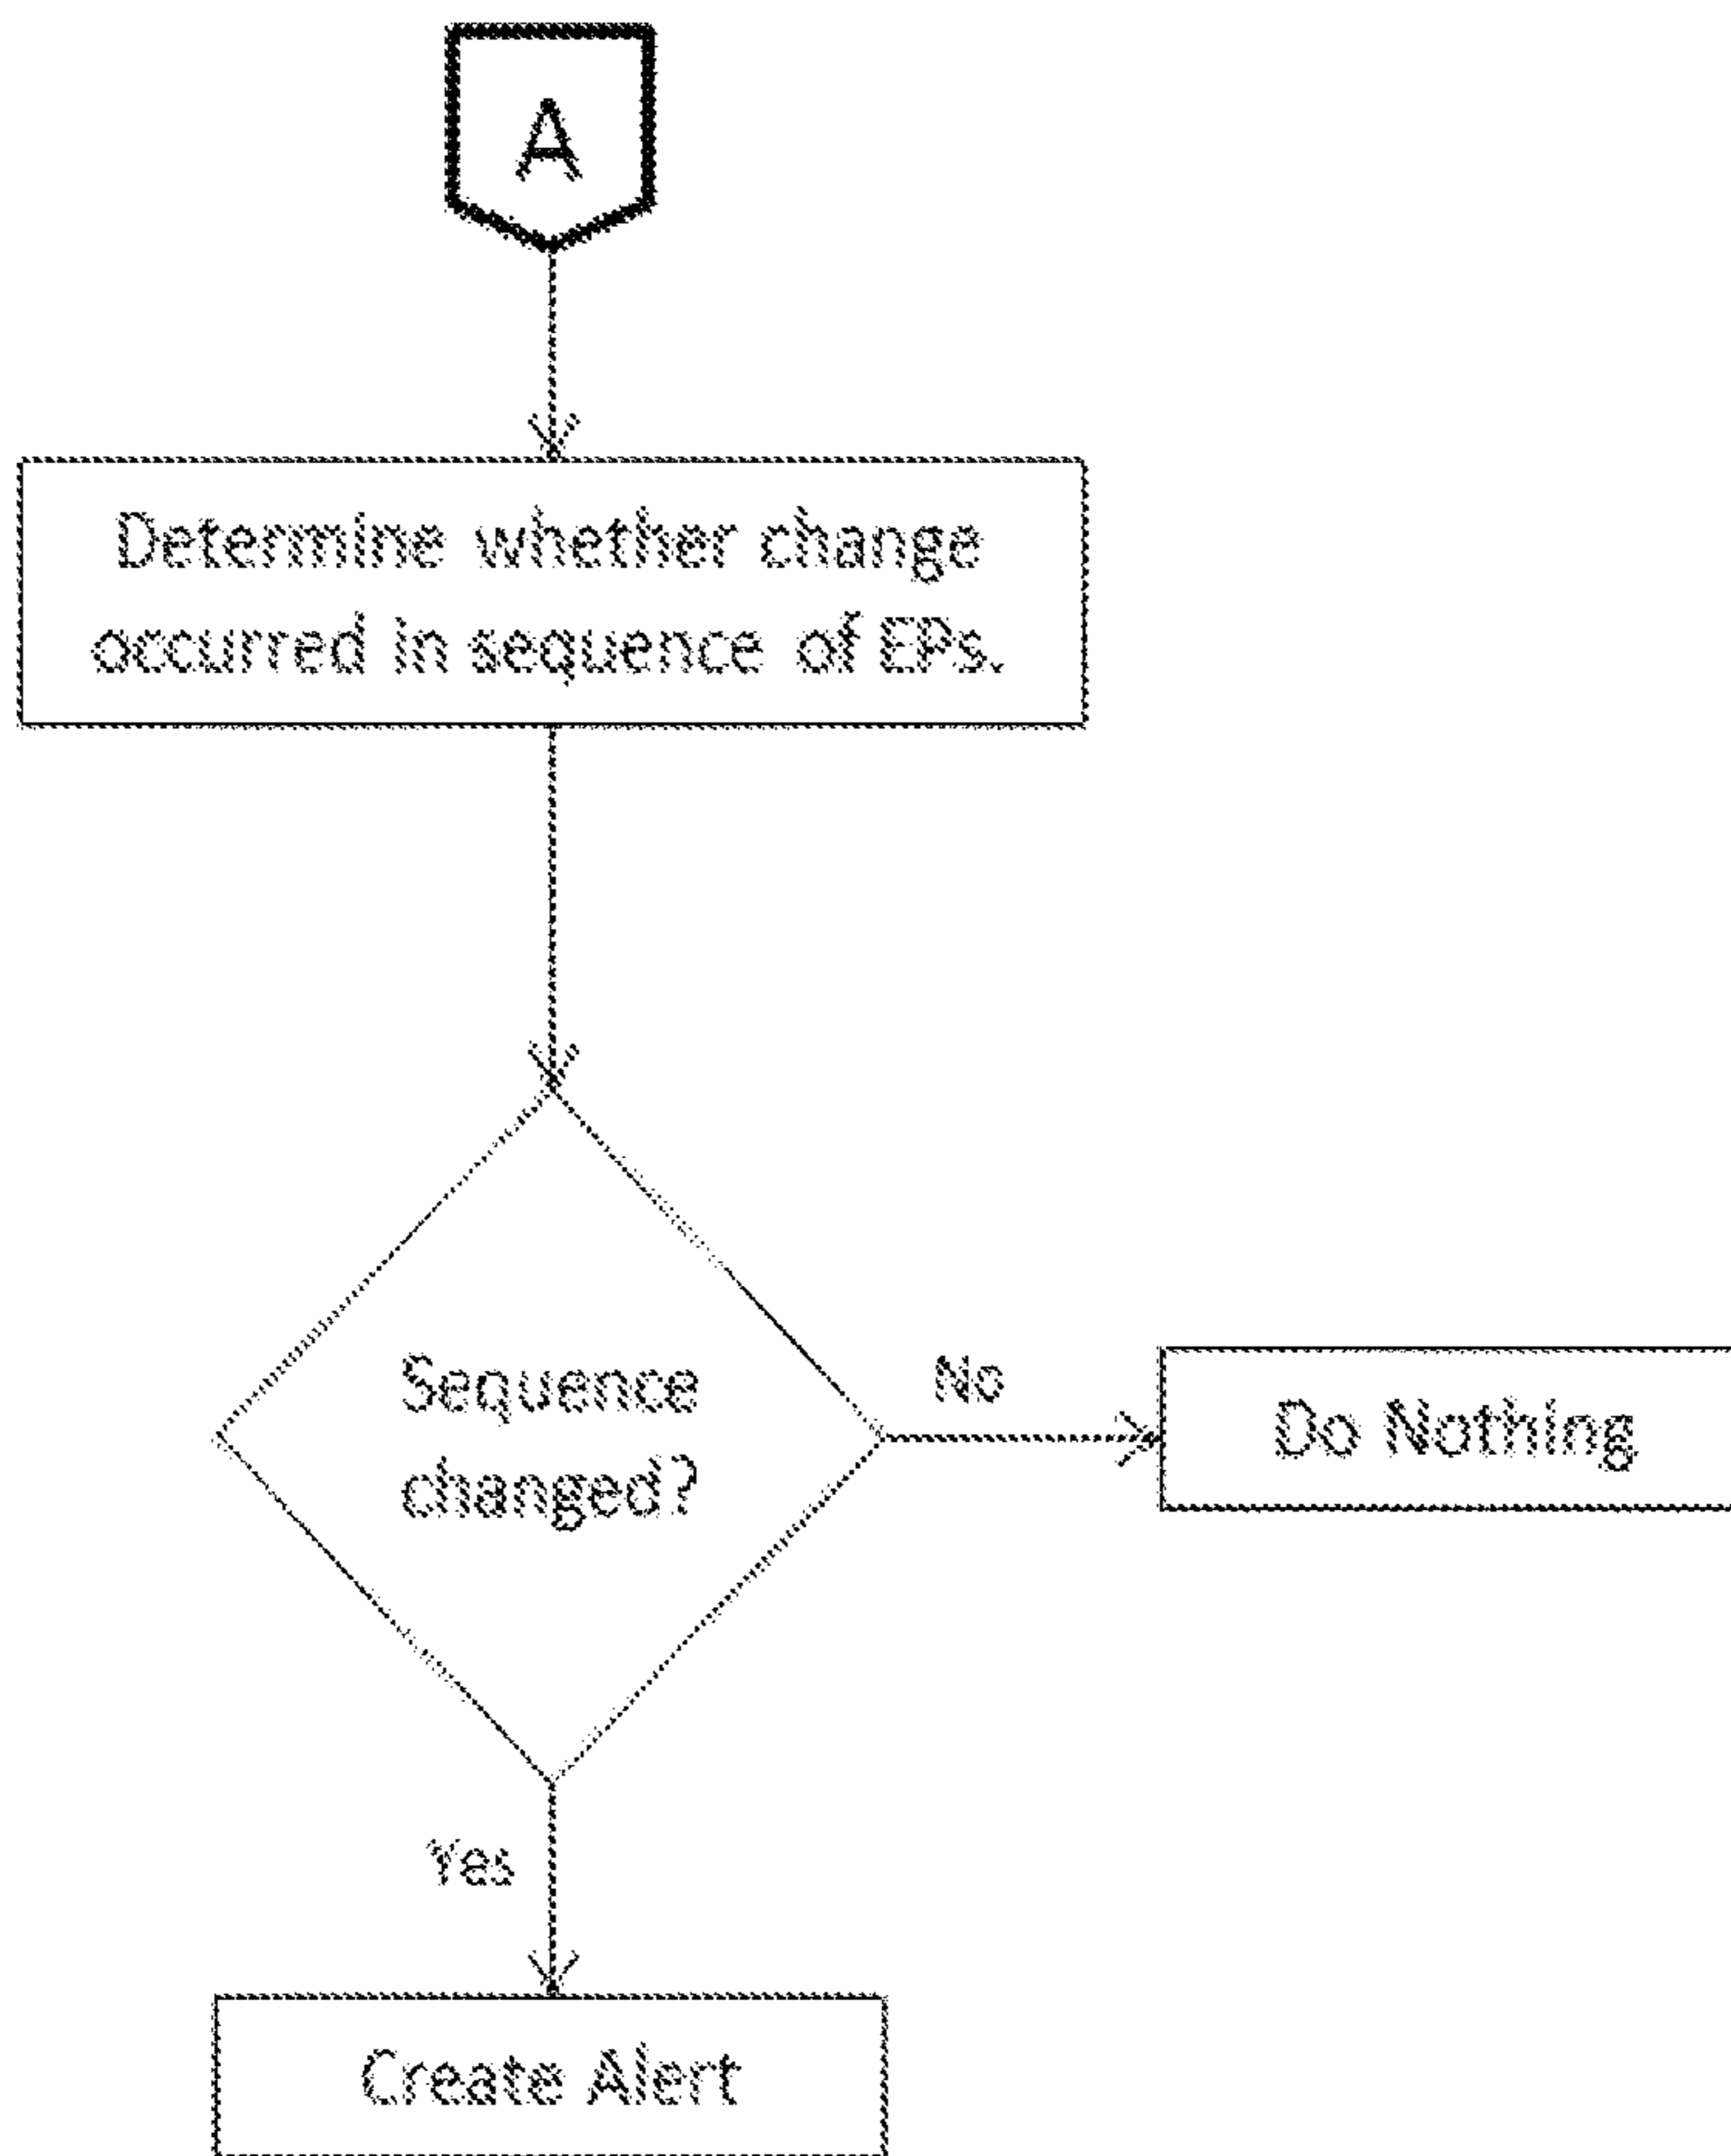 A
Determine whether change
occurred in sequence of EPs.
Sequence
changed?
No
Do Nothing
Yes
Create Alert